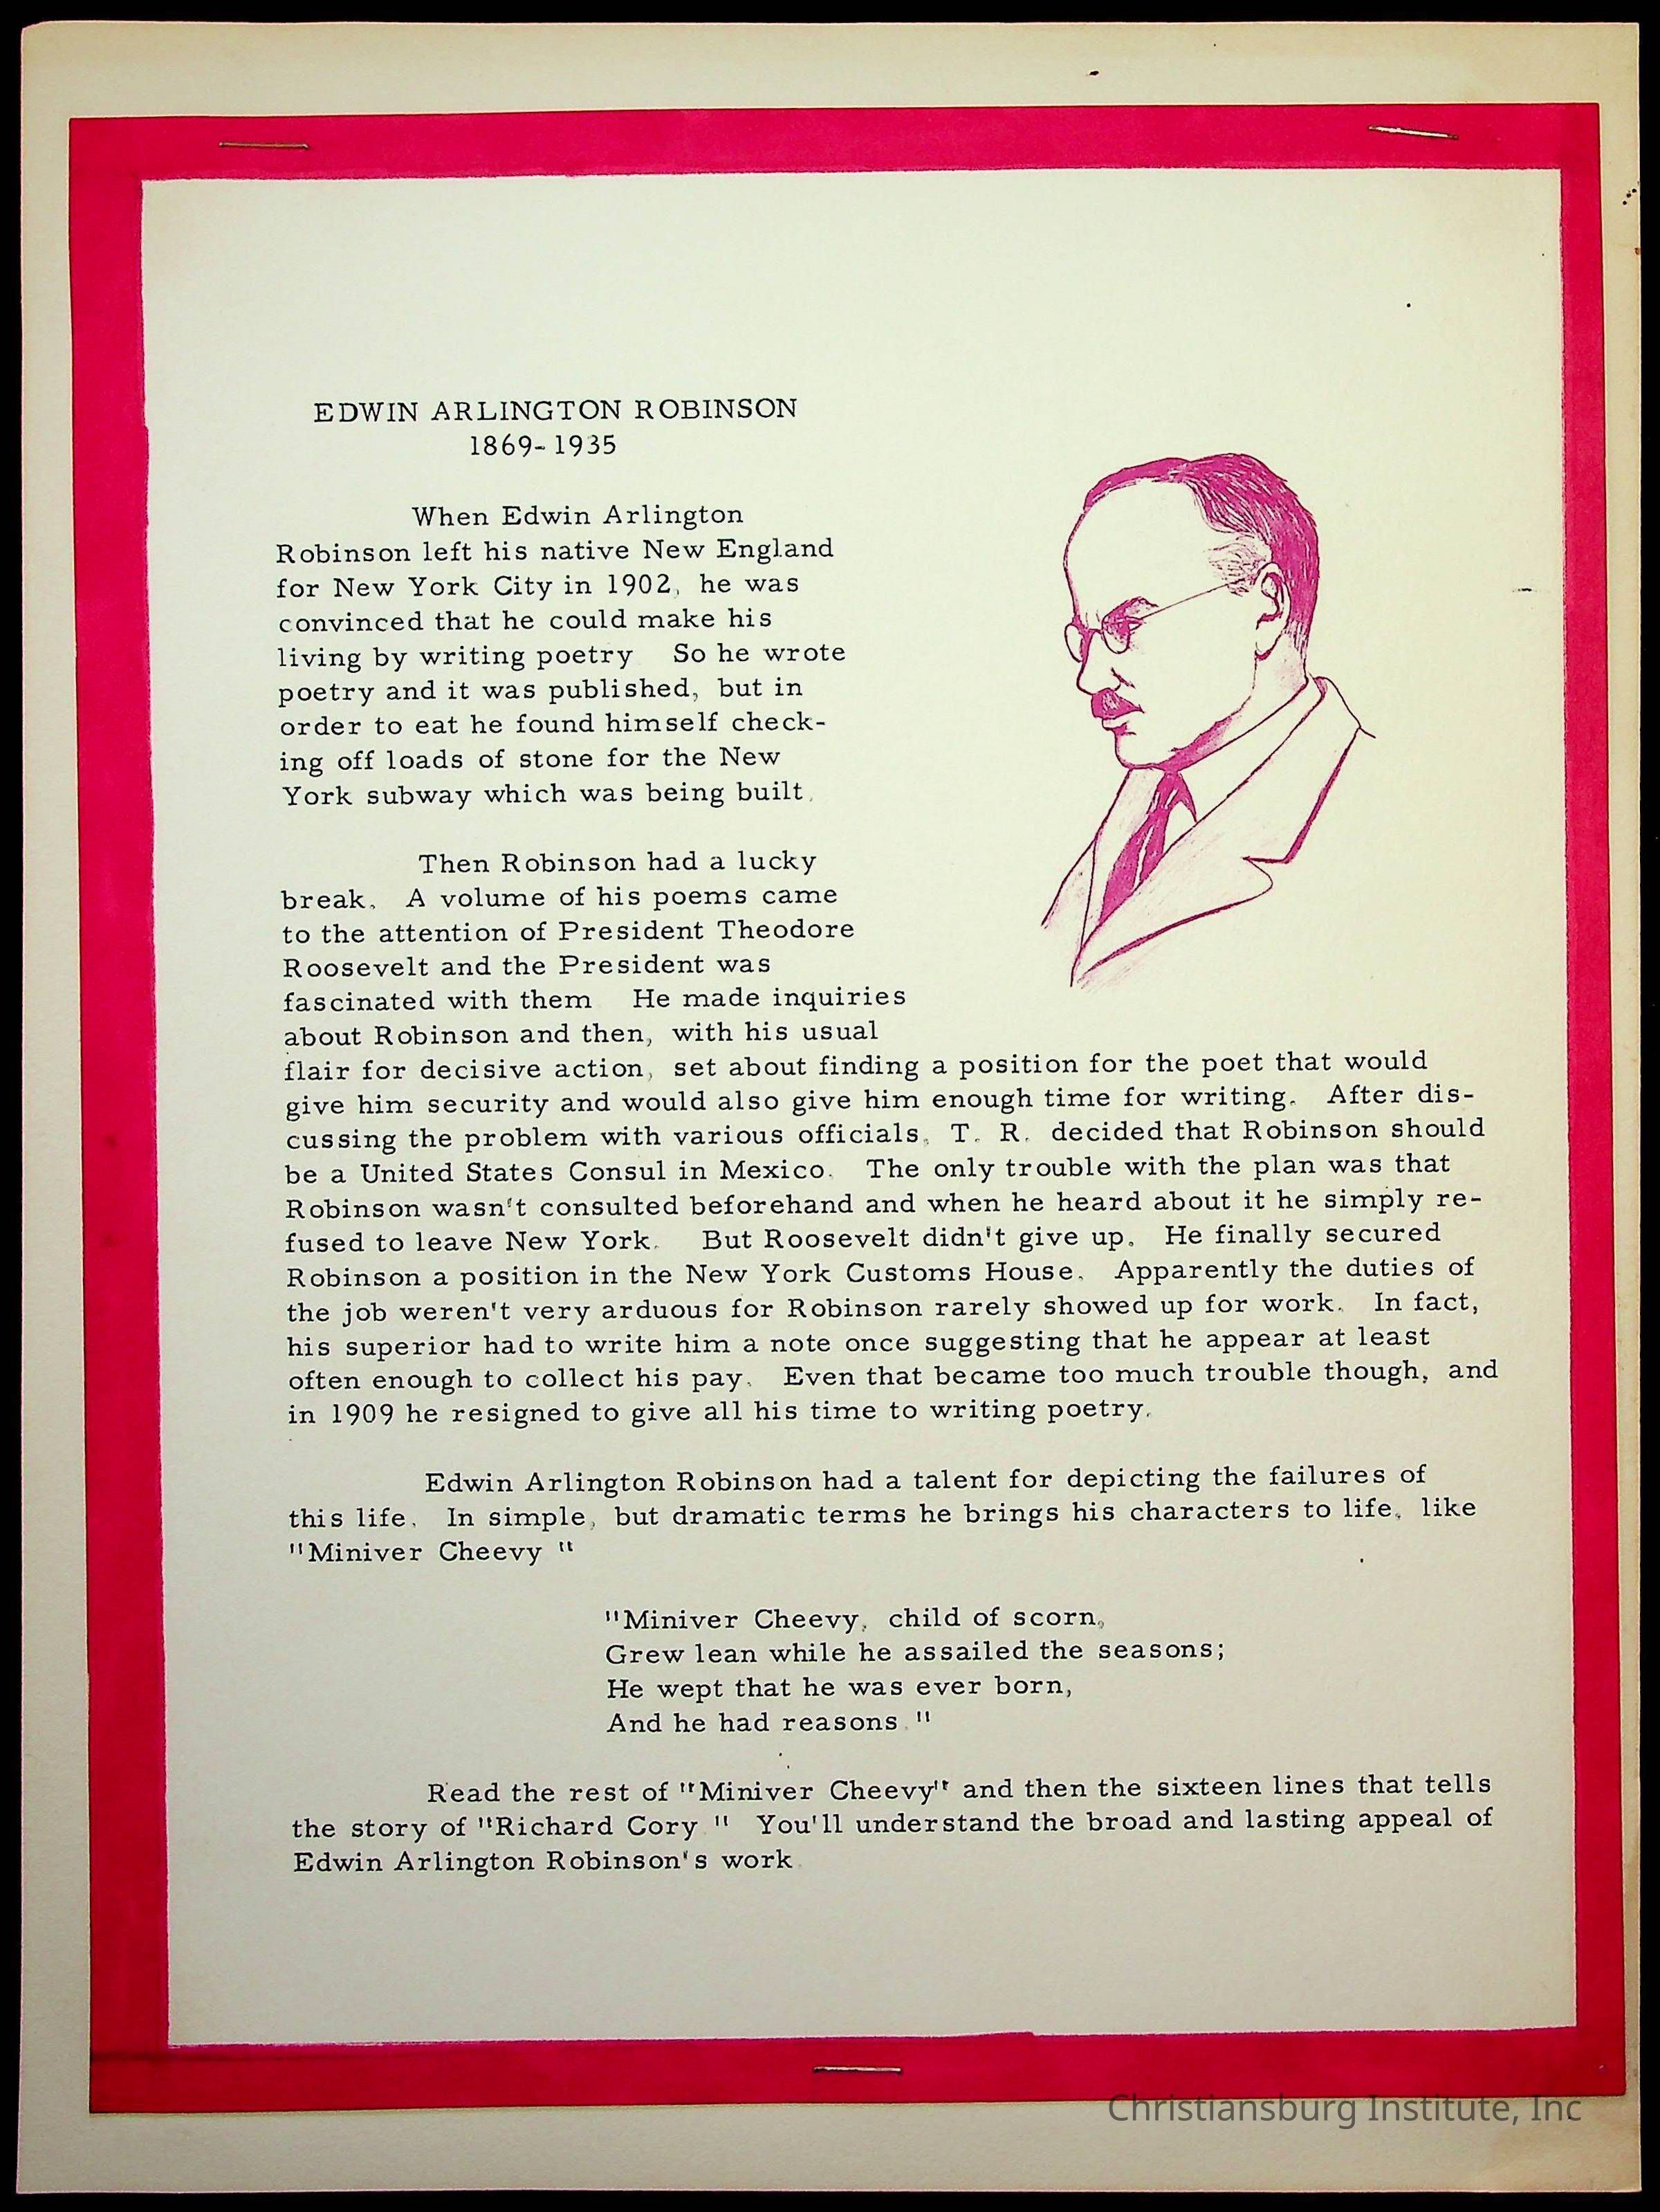 EDWIN ARLINGTON ROBINSON
1869-1935
When Edwin Arlington
Robinson left his native New England
for New York City in 1902, he was
convinced that he could make his
living by writing poetry So he wrote
poetry and it was published, but in
order to eat he found himself check-
ing off loads of stone for the New
York subway which was being built.
Then Robinson had a lucky
break. A volume of his poems came
to the attention of President Theodore
Roosevelt and the President was
fascinated with them He made inquiries
about Robinson and then, with his usual
flair for decisive action, set about finding a position for the poet that would
give him security and would also give him enough time for writing. After dis-
cussing the problem with various officials, T. R. decided that Robinson should
be a United States Consul in Mexico. The only trouble with the plan was that
Robinson wasn't consulted beforehand and when he heard about it he simply re-
fused to leave New York. But Roosevelt didn't give up. He finally secured
Robinson a position in the New York Customs House. Apparently the duties of
the job weren't very arduous for Robinson rarely showed up for work. In fact,
his superior had to write him a note once suggesting that he appear at least
often enough to collect his pay. Even that became too much trouble though, and
in 1909 he resigned to give all his time to writing poetry.
Edwin Arlington Robinson had a talent for depicting the failures of
this life. In simple, but dramatic terms he brings his characters to life, like
"Miniver Cheevy "
"Miniver Cheevy, child of scorn,
Grew lean while he assailed the seasons;
He wept that he was ever born,
And he had reasons."
Read the rest of "Miniver Cheevy" and then the sixteen lines that tells
the story of "Richard Cory." You'll understand the broad and lasting appeal of
Edwin Arlington Robinson's work.
Christiansburg Institute, Inc